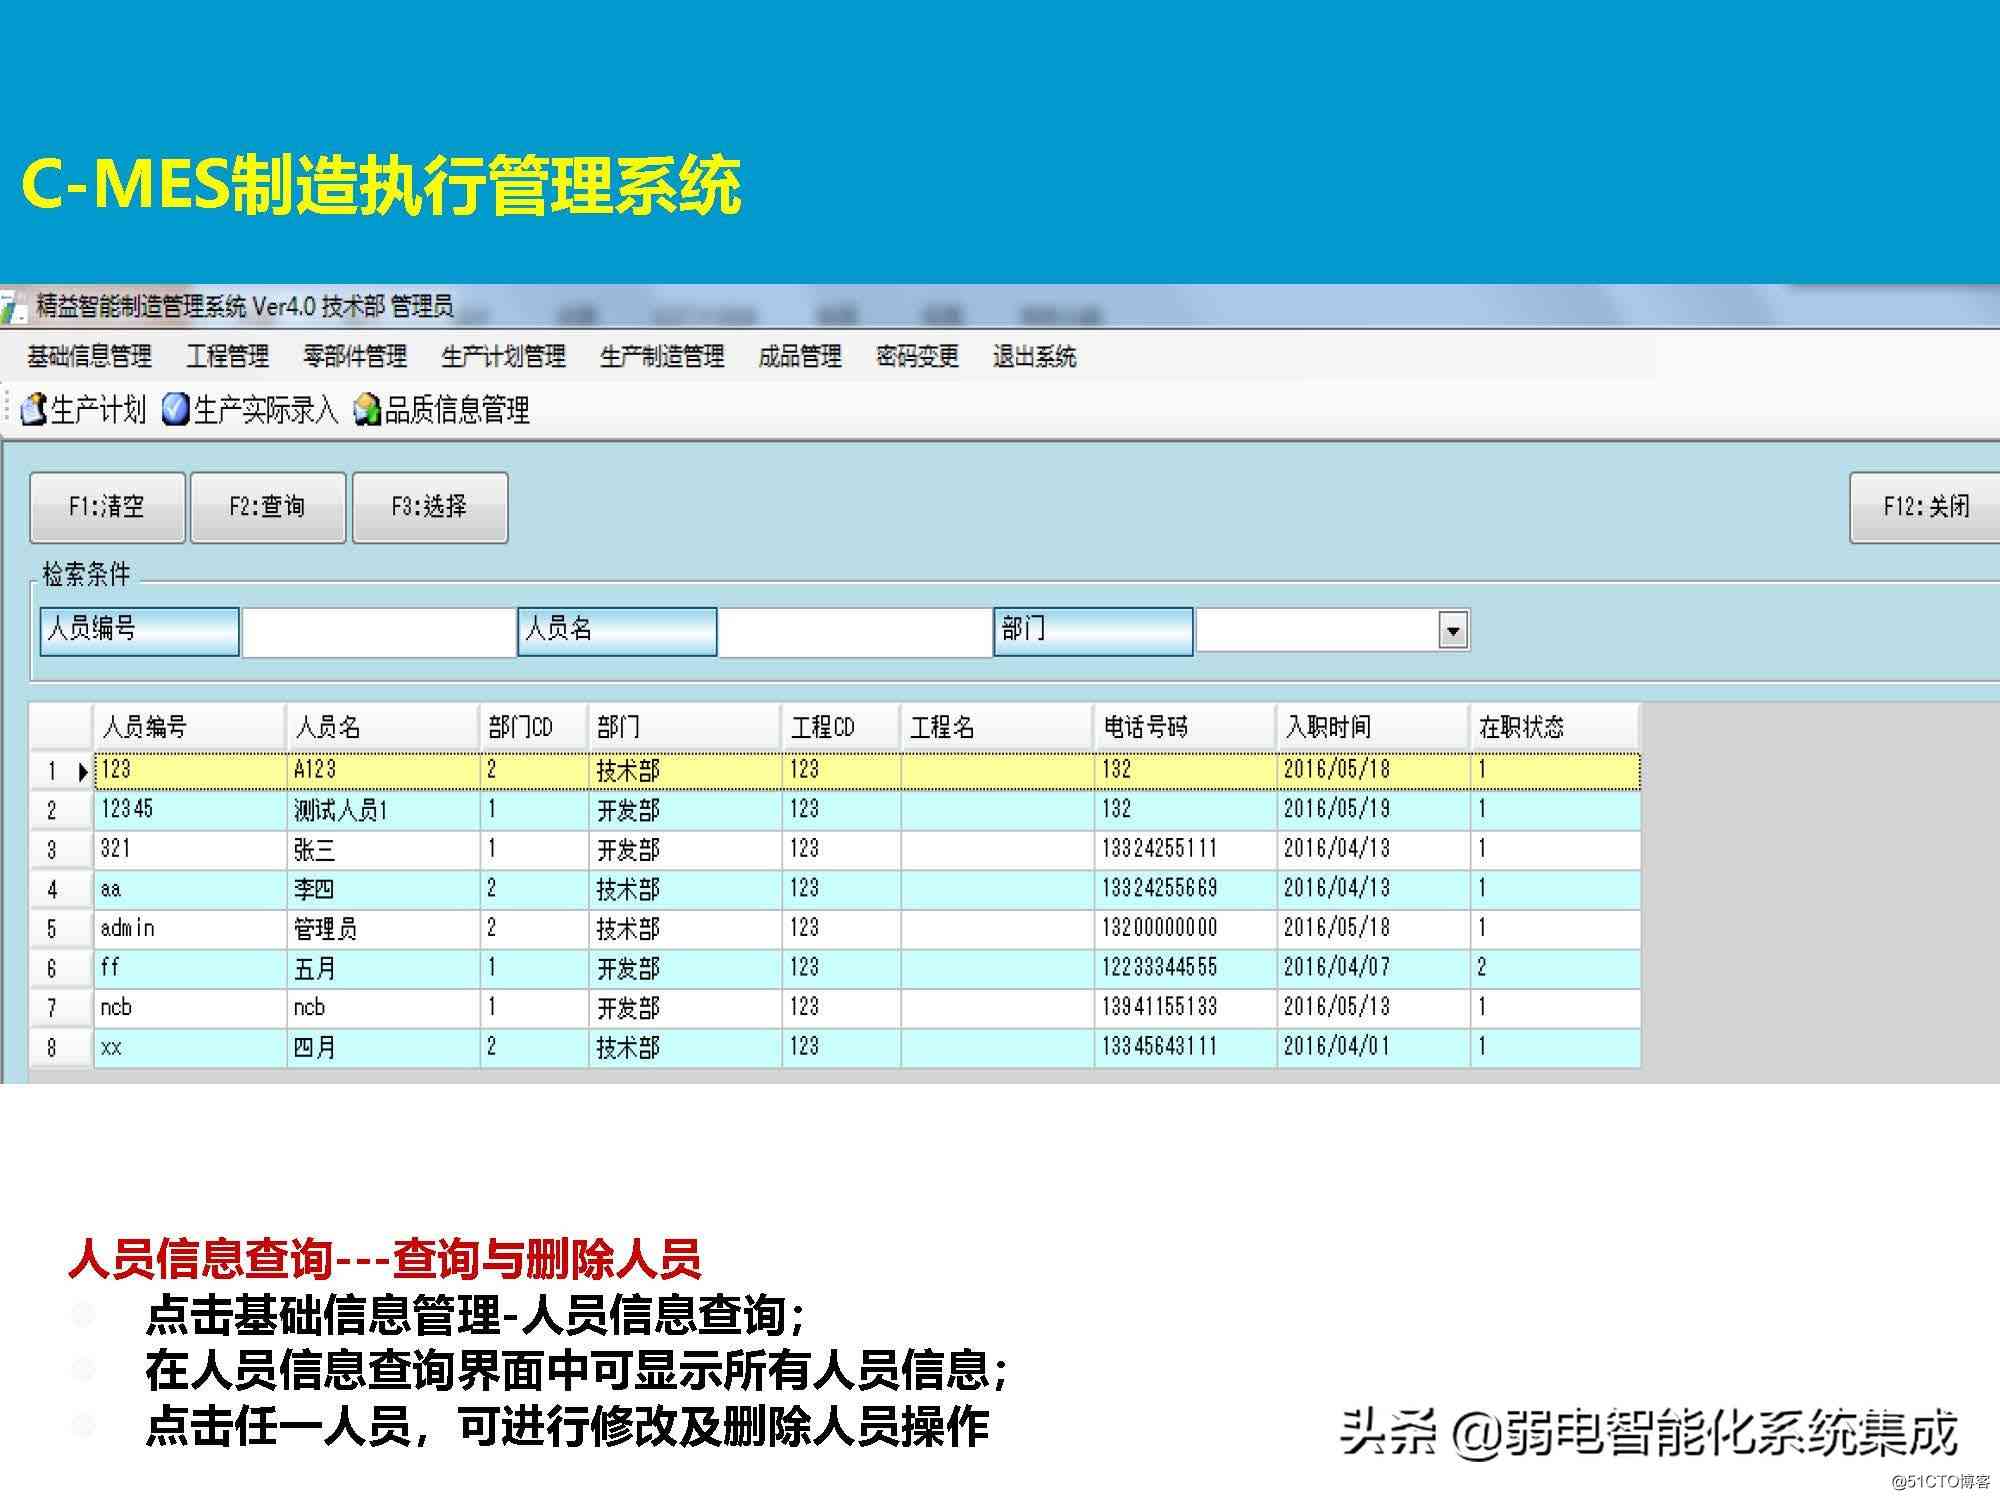 C-MES制造执行管理系统
精益智能制造管理系统 Ver4.0 技术部 管理员
基础信息管理 工程管理 零部件管理 生产计划管理 生产制造管理 成品管理 密码变更 退出系统
生产计划 生产实际录入 品质信息管理
F1:清空 F2:查询 F3:选择 F12:关闭
检索条件
人员编号 人员名 部门
人员编号 人员名 部门CD 部门 工程CD 工程名 电话号码 入职时间 在职状态
1 123 A123 2 技术部 123 132 2016/05/18 1
2 12345 测试人员1 1 开发部 123 132 2016/05/19 1
3 321 张三 1 开发部 123 13324255111 2016/04/13 1
4 aa 李四 2 技术部 123 13324255669 2016/04/13 1
5 admin 管理员 2 技术部 123 13200000000 2016/05/18 1
6 ff 五月 1 开发部 123 12233344555 2016/04/07 2
7 ncb ncb 1 开发部 123 13941155133 2016/05/13 1
8 xx 四月 2 技术部 123 13345643111 2016/04/01 1
人员信息查询---查询与删除人员
点击基础信息管理-人员信息查询；
在人员信息查询界面中可显示所有人员信息；
点击任一人员，可进行修改及删除人员操作
头条 @弱电智能化系统集成
@51CTO博客